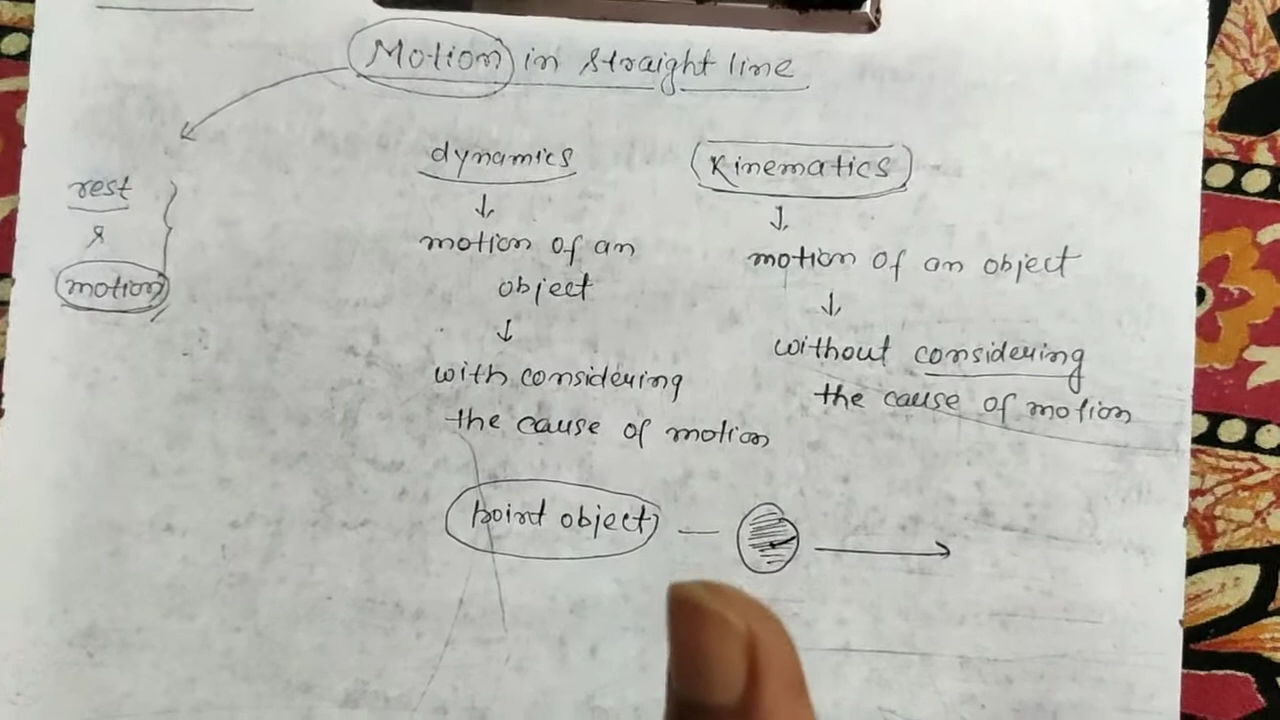 Motion in straight line
rest
&
motion
dynamics
motion of an
object
with considering
the cause of motion
Kinematics
motion of an object
without considering
the cause of motion
point object